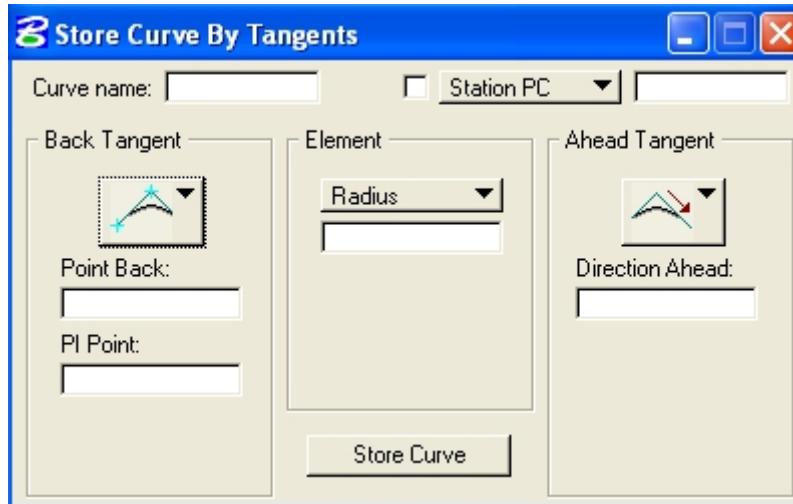 Store Curve By Tangents
Curve name:
Station PC
Back Tangent
Point Back:
PI Point:
Element
Radius
Store Curve
Ahead Tangent
Direction Ahead: